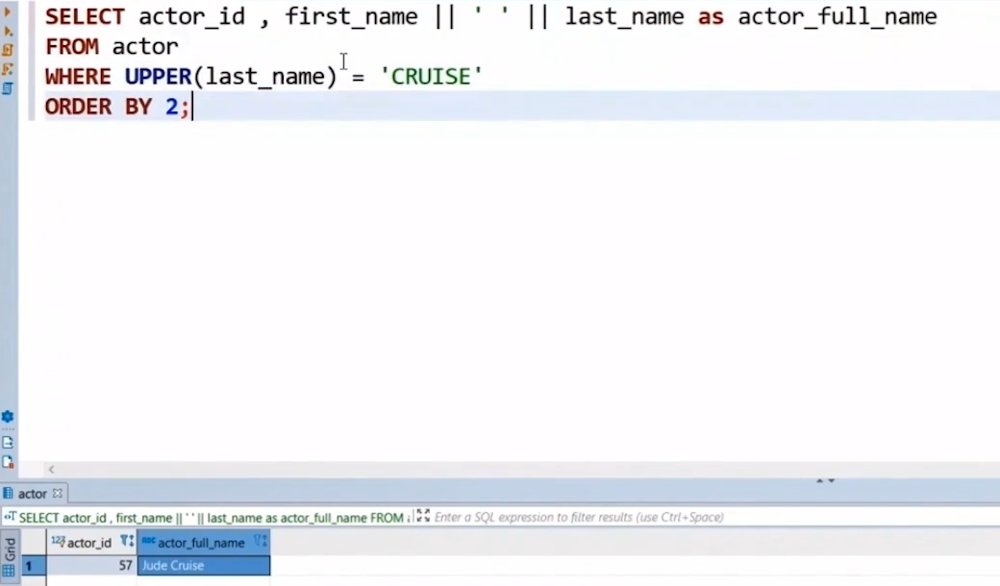 SELECT actor_id , first_name || ' ' || last_name as actor_full_name
FROM actor
WHERE UPPER(last_name) = 'CRUISE'
ORDER BY 2;
actor
SELECT actor_id , first_name || ' ' || last_name as actor_full_name FROM a
Enter a SQL expression to filter results (use Ctrl+Space)
Grid
123 actor_id ABC actor_full_name
1 57 Jude Cruise